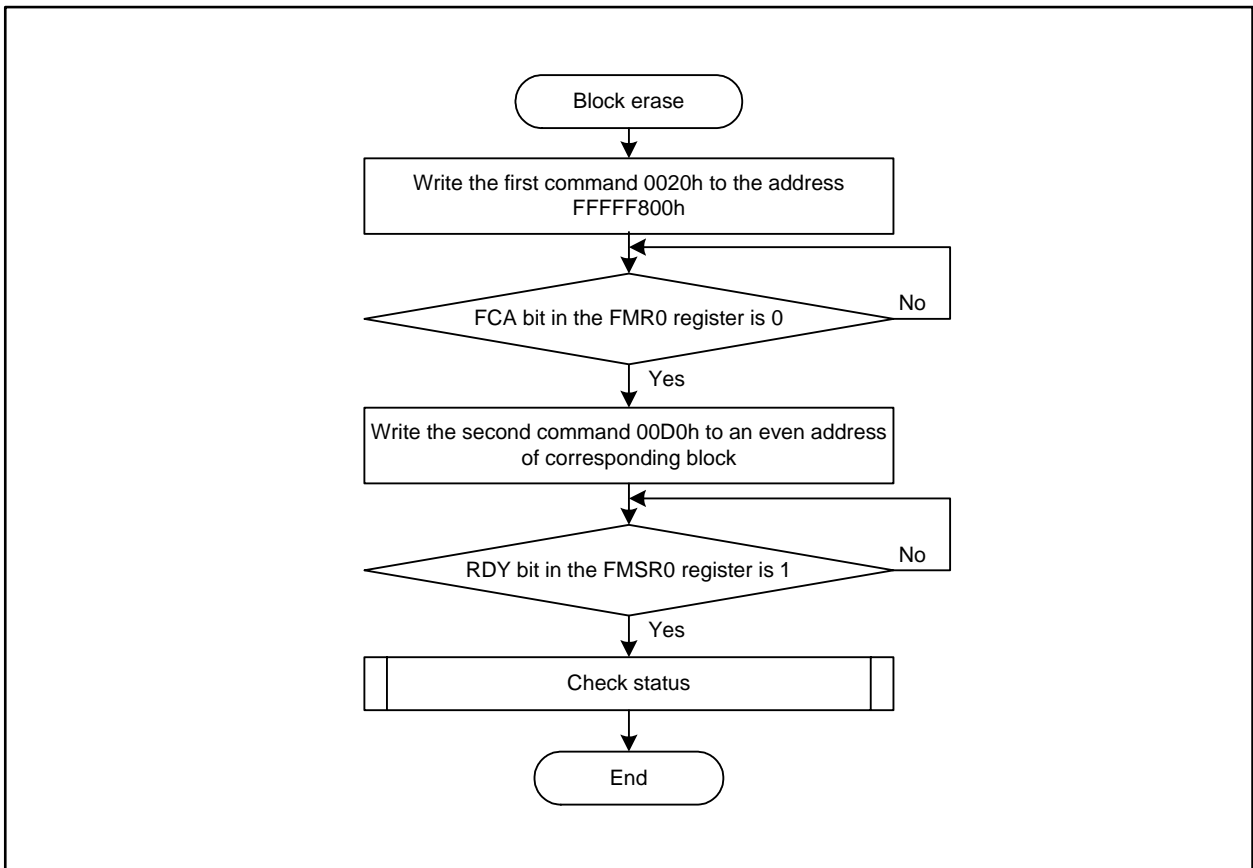 Block erase
Write the first command 0020h to the address
FFFFF800h
FCA bit in the FMR0 register is 0
No
Yes
Write the second command 00D0h to an even address
of corresponding block
RDY bit in the FMSR0 register is 1
No
Yes
Check status
End